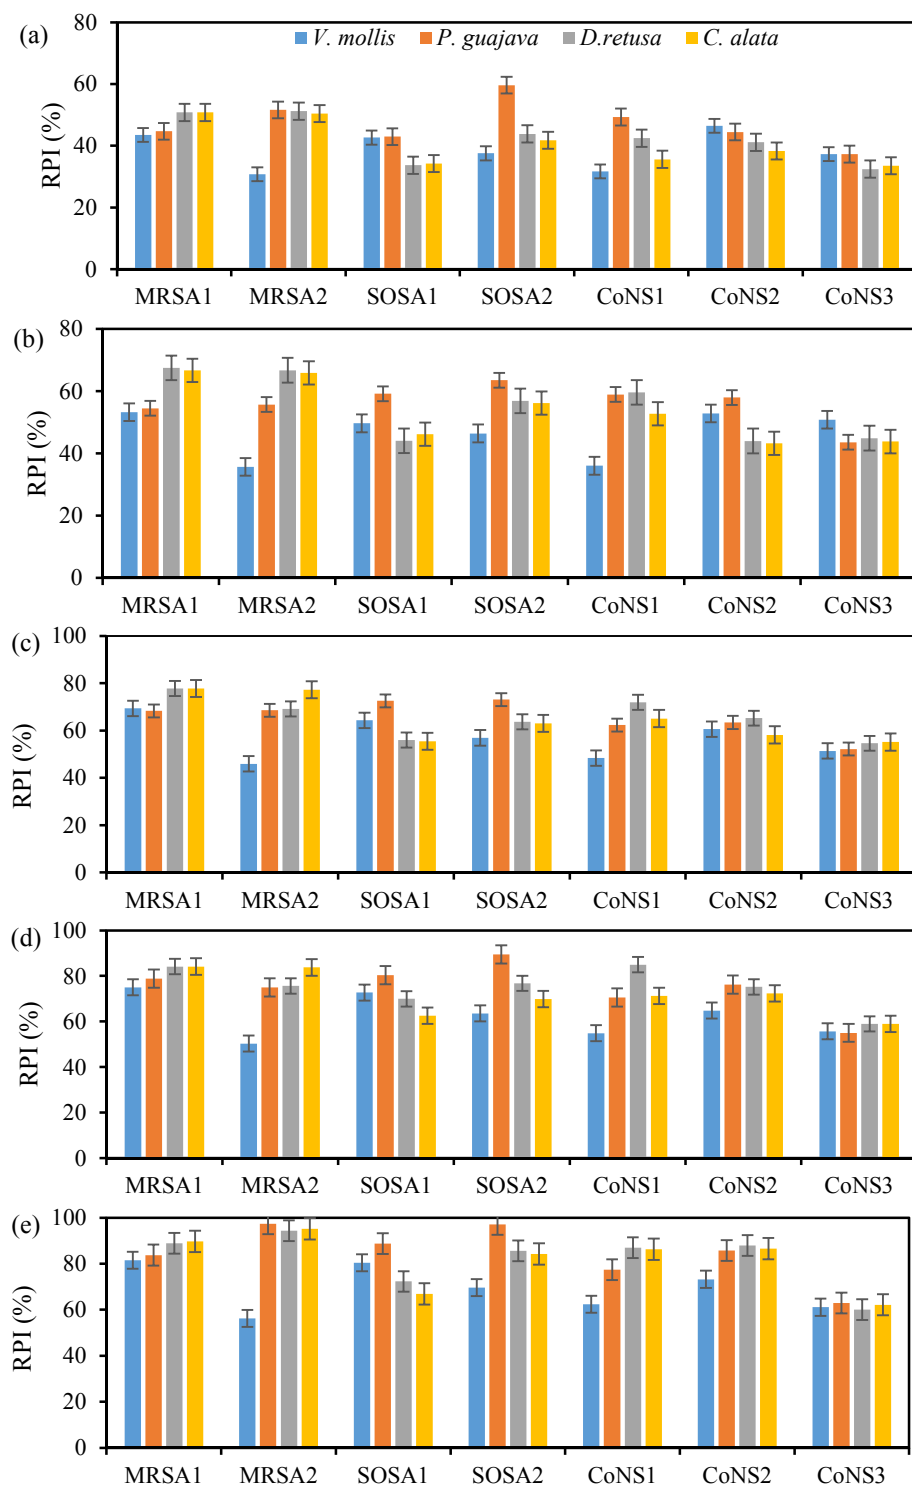 (a)
V. mollis P. guajava D.retusa C. alata
80
60
40
20
0
RPI (%)
MRSA1 MRSA2 SOSA1 SOSA2 CoNS1 CoNS2 CoNS3
(b)
80
60
40
20
0
RPI (%)
MRSA1 MRSA2 SOSA1 SOSA2 CoNS1 CoNS2 CoNS3
(c)
100
80
60
40
20
0
RPI (%)
MRSA1 MRSA2 SOSA1 SOSA2 CoNS1 CoNS2 CoNS3
(d)
100
80
60
40
20
0
RPI (%)
MRSA1 MRSA2 SOSA1 SOSA2 CoNS1 CoNS2 CoNS3
(e)
100
80
60
40
20
0
RPI (%)
MRSA1 MRSA2 SOSA1 SOSA2 CoNS1 CoNS2 CoNS3